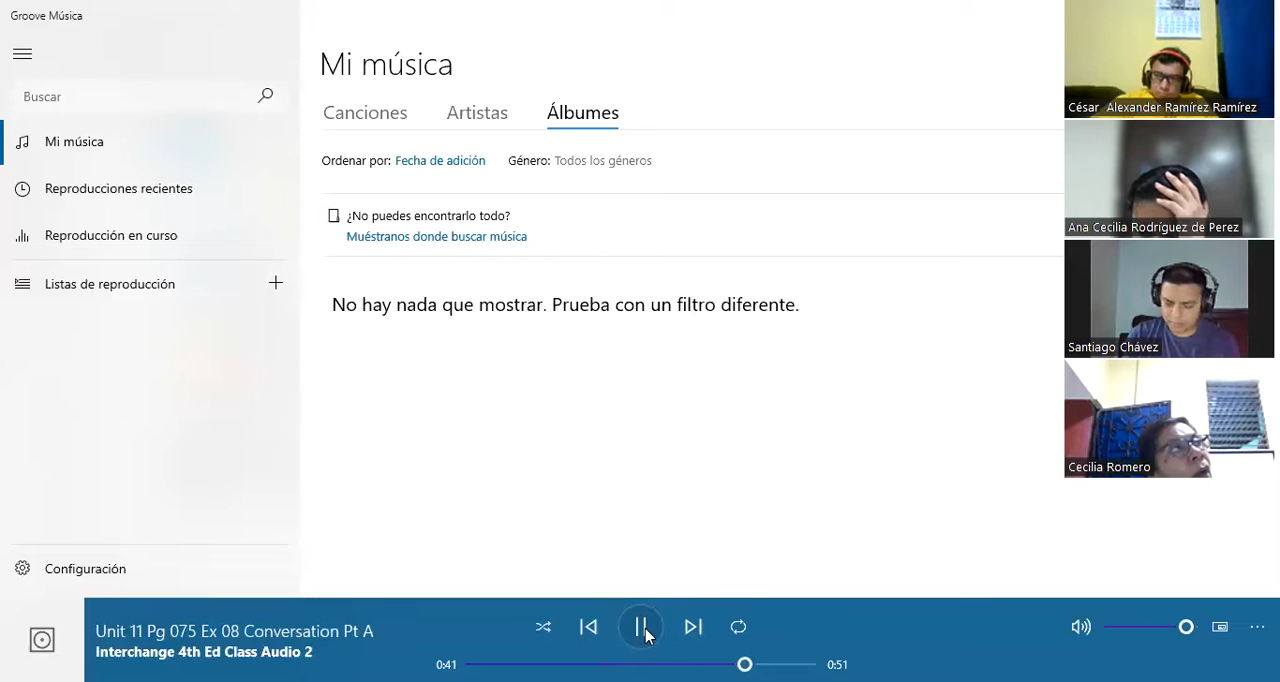 Groove Música
Buscar
Mi música
Reproducciones recientes
Reproducción en curso
Listas de reproducción
Configuración
Mi música
Canciones Artistas Álbumes
Ordenar por: Fecha de adición Género: Todos los géneros
¿No puedes encontrarlo todo?
Muéstranos donde buscar música
No hay nada que mostrar. Prueba con un filtro diferente.
César Alexander Ramírez Ramírez
Ana Cecilia Rodríguez de Perez
Santiago Chávez
Cecilia Romero
Unit 11 Pg 075 Ex 08 Conversation Pt A
Interchange 4th Ed Class Audio 2
0:41
0:51